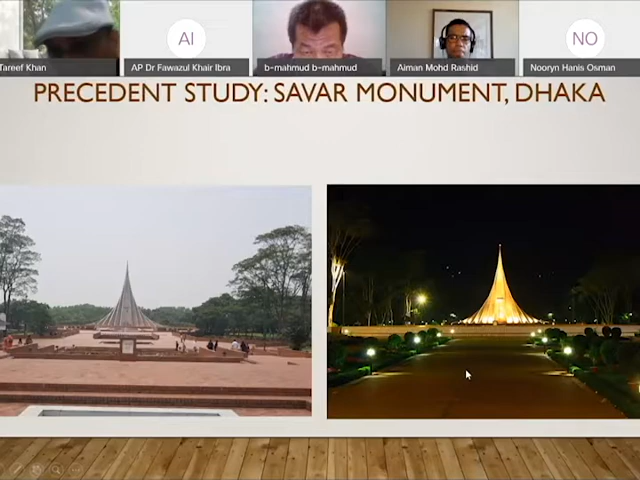 Tareef Khan
AI
AP Dr Fawazul Khair Ibra
b-mahmud b-mahmud
Aiman Mohd Rashid
NO
Nooryn Hanis Osman
PRECEDENT STUDY: SAVAR MONUMENT, DHAKA